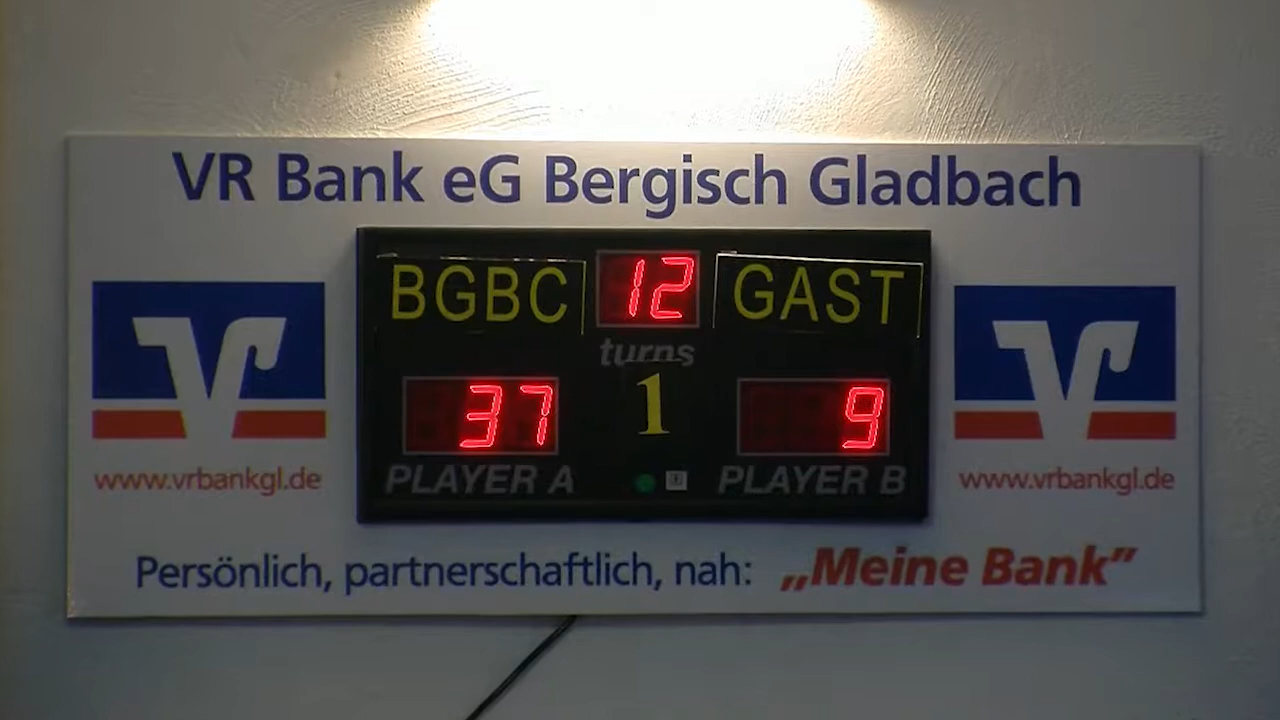 VR Bank eG Bergisch Gladbach
BGBC 12 GAST
turns
37 1 9
PLAYER A PLAYER B
www.vrbankgl.de www.vrbankgl.de
Persönlich, partnerschaftlich, nah: „Meine Bank”